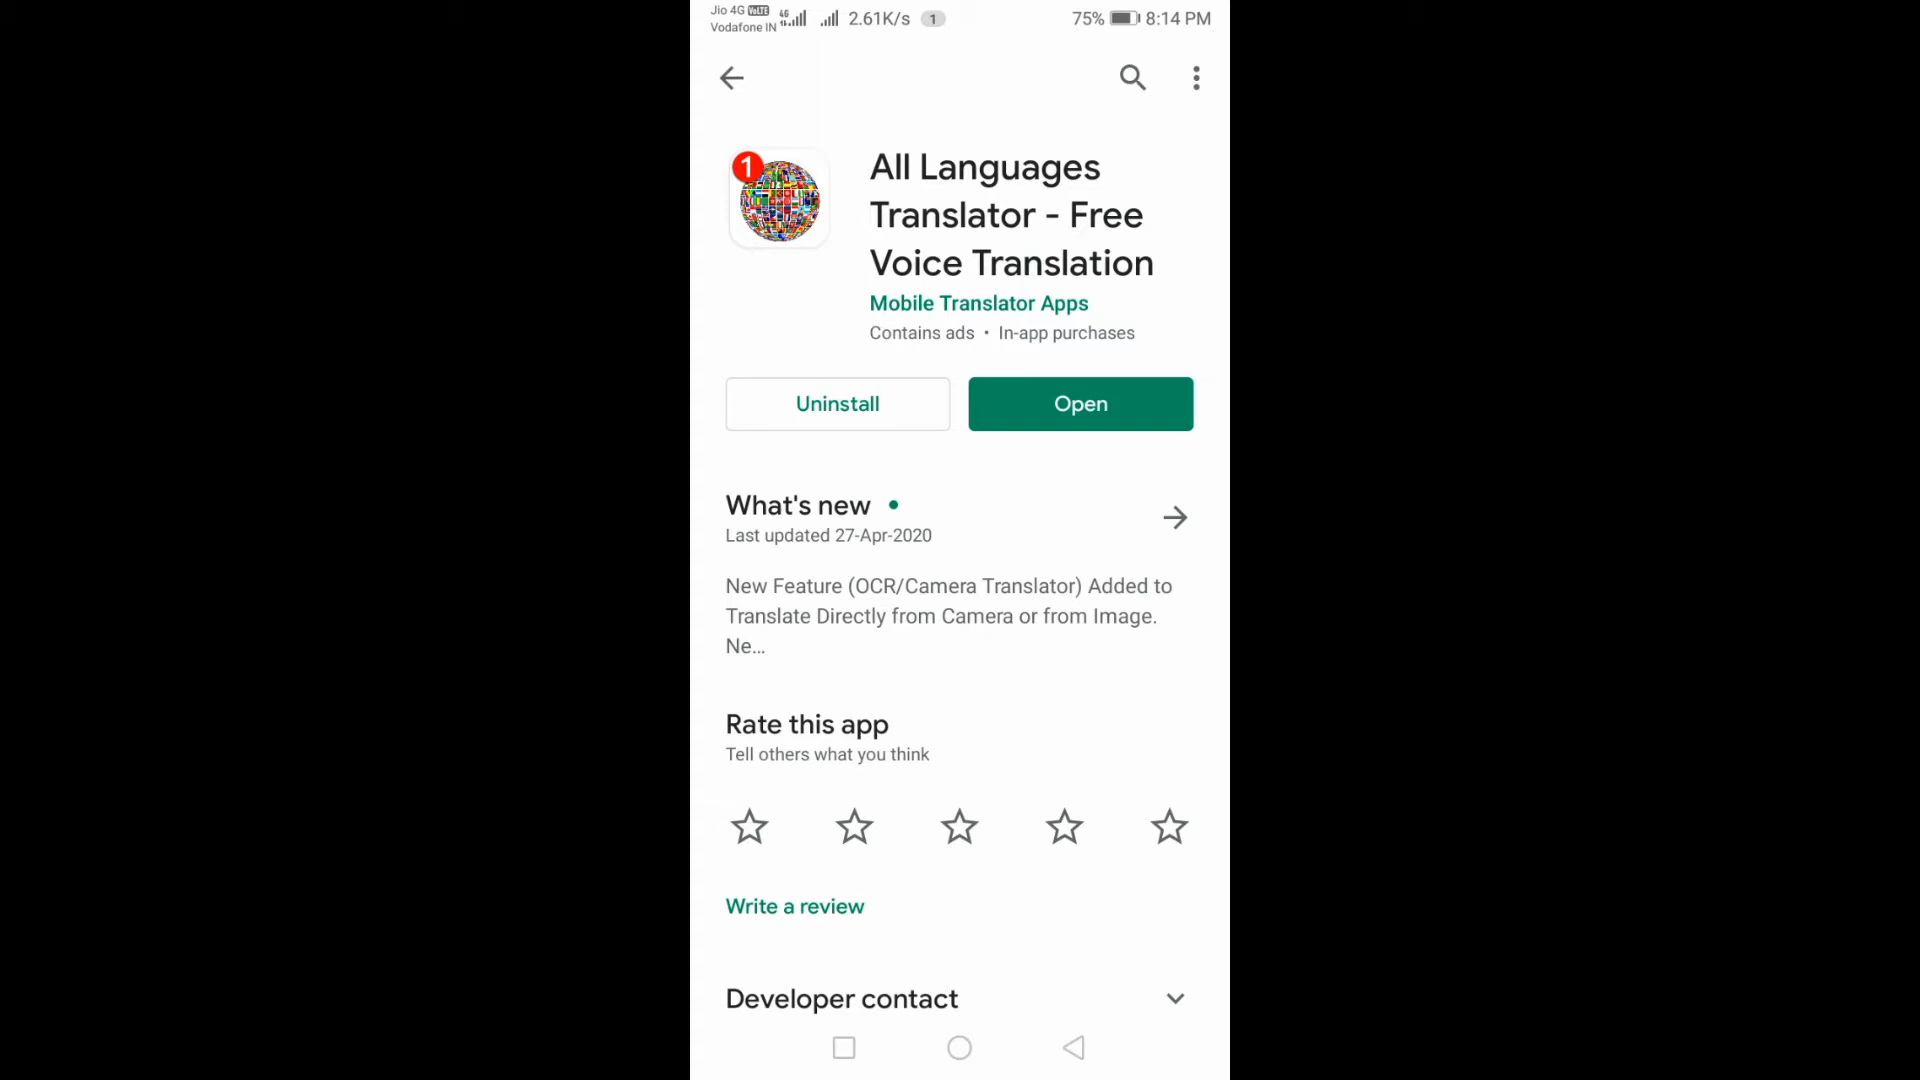 Jio 4G VoLTE
Vodafone IN
4G 2.61K/s 1 75% 8:14 PM
1
All Languages
Translator - Free
Voice Translation
Mobile Translator Apps
Contains ads • In-app purchases
Uninstall Open
What's new •
Last updated 27-Apr-2020
New Feature (OCR/Camera Translator) Added to
Translate Directly from Camera or from Image.
Ne...
Rate this app
Tell others what you think
Write a review
Developer contact